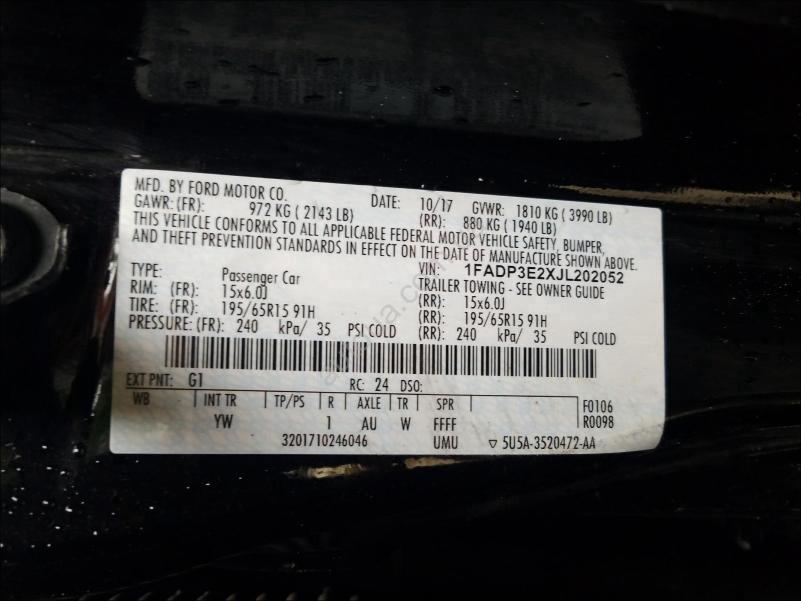 MFD. BY FORD MOTOR CO. DATE: 10/17 GVWR: 1810 KG ( 3990 LB)
GAWR: (FR): 972 KG ( 2143 LB) (RR): 880 KG ( 1940 LB)
THIS VEHICLE CONFORMS TO ALL APPLICABLE FEDERAL MOTOR VEHICLE SAFETY, BUMPER,
AND THEFT PREVENTION STANDARDS IN EFFECT ON THE DATE OF MANUFACTURE SHOWN ABOVE.
VIN: 1FADP3E2XJL202052
TYPE: Passenger Car TRAILER TOWING - SEE OWNER GUIDE
RIM: (FR) 15x6.0J (RR): 15x6.0J
TIRE: (FR) 195/65R15 91H (RR): 195/65R15 91H
PRESSURE: (FR) 240 kPa/ 35 PSI COLD (RR): 240 kPa/ 35 PSI COLD
EXT PNT: G1 RC: 24 DSO:
WB INT TR TP/PS R AXLE TR SPR F0106
YW 1 AU W FFFF R0098
3201710246046 UMU ▽ 5U5A-3520472-AA